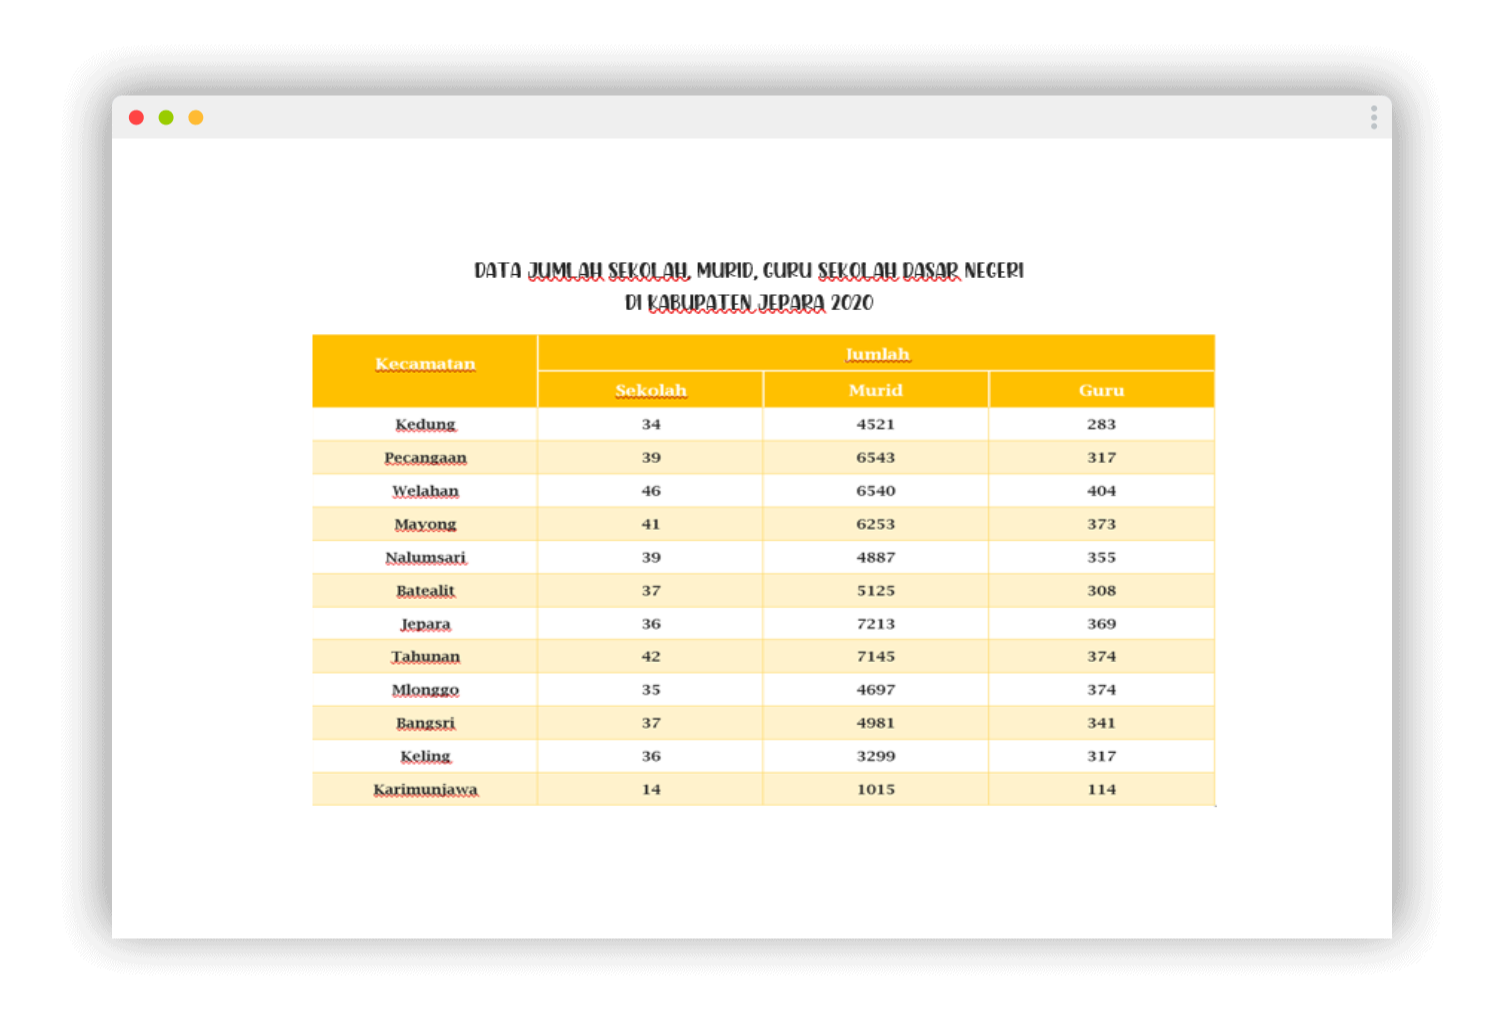 DATA JUMLAH SEKOLAH, MURID, GURU SEKOLAH DASAR NEGERI
DI KABUPATEN JEPARA 2020
Kecamatan Jumlah
Sekolah Murid Guru
Kedung 34 4521 283
Pecangaan 39 6543 317
Welahan 46 6540 404
Mayong 41 6253 373
Nalumsari 39 4887 355
Batealit 37 5125 308
Jepara 36 7213 369
Tahunan 42 7145 374
Mlonggo 35 4697 374
Bangsri 37 4981 341
Keling 36 3299 317
Karimunjawa 14 1015 114